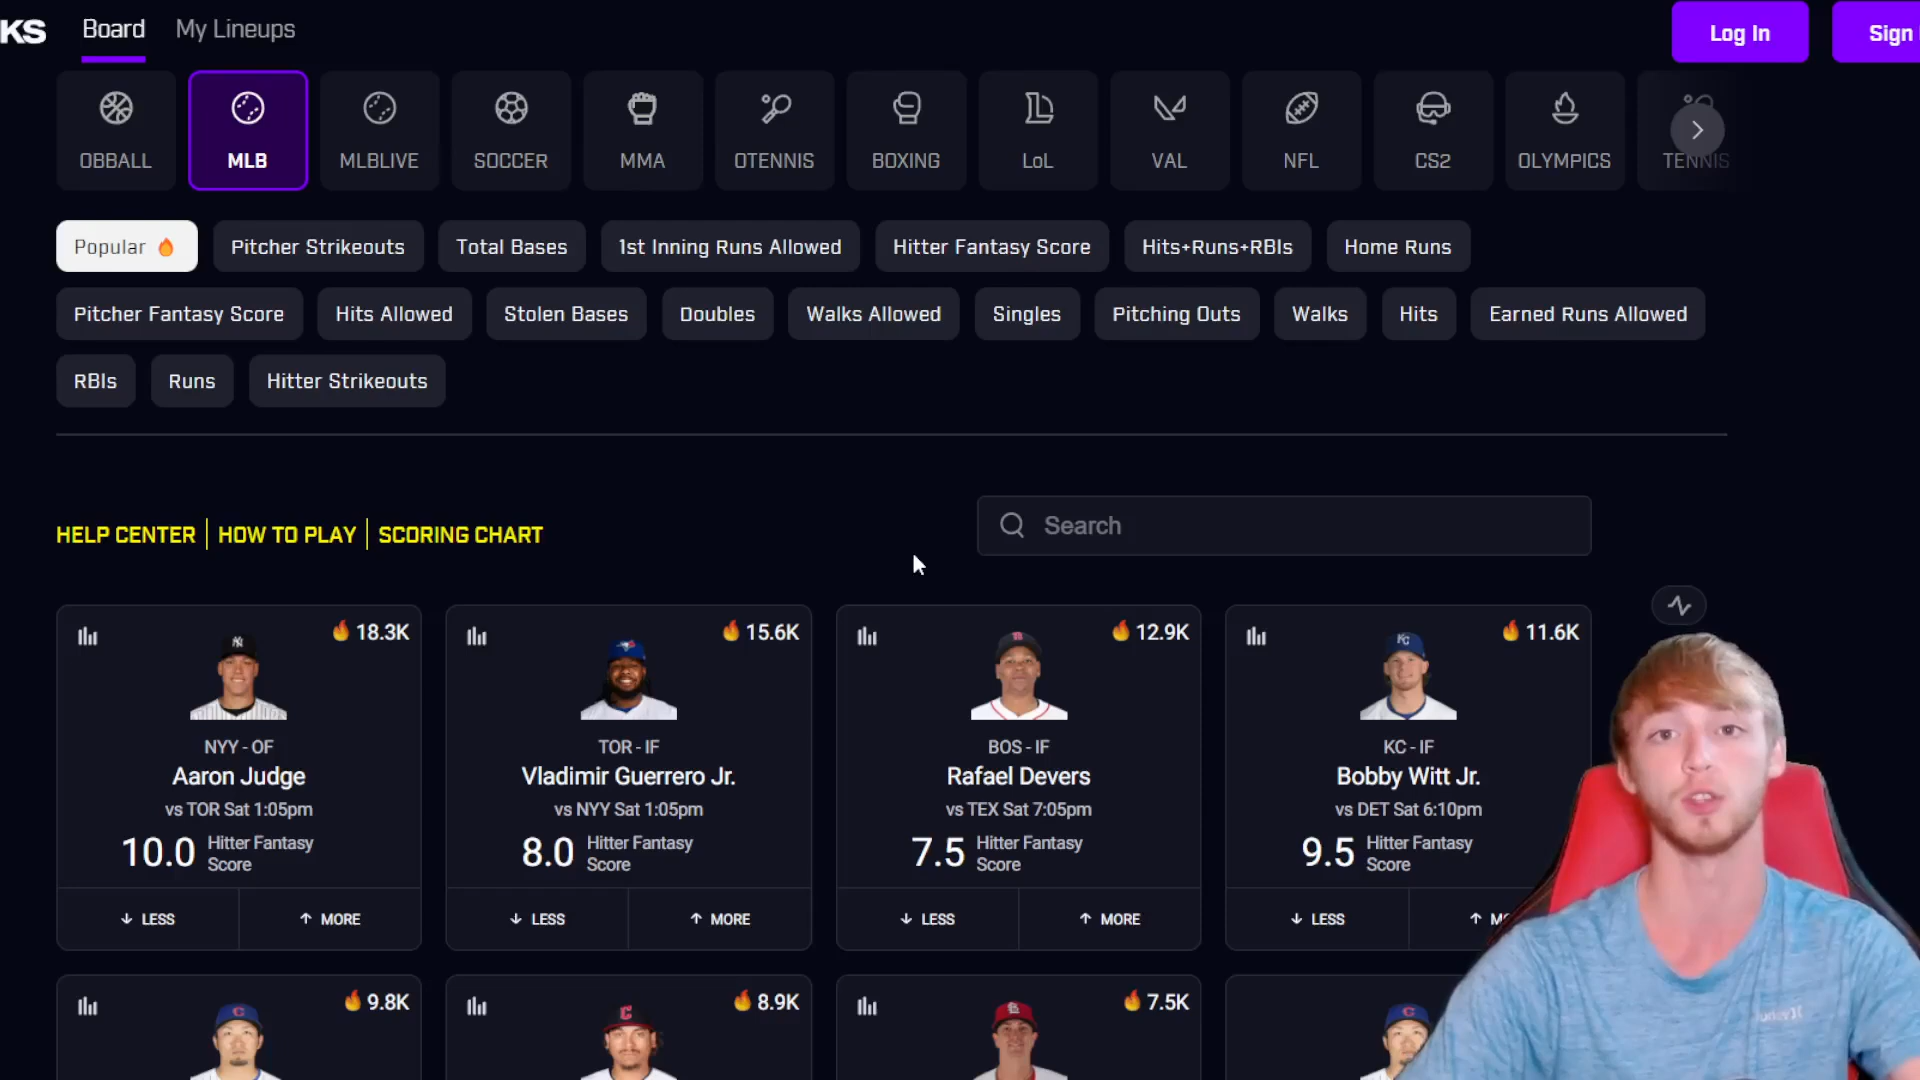 KS
Board
My Lineups
Log In
Sign
OBBALL
MLB
MLBLIVE
SOCCER
MMA
OTENNIS
BOXING
LoL
VAL
NFL
CS2
OLYMPICS
TENNIS
Popular
Pitcher Strikeouts
Total Bases
1st Inning Runs Allowed
Hitter Fantasy Score
Hits+Runs+RBIs
Home Runs
Pitcher Fantasy Score
Hits Allowed
Stolen Bases
Doubles
Walks Allowed
Singles
Pitching Outs
Walks
Hits
Earned Runs Allowed
RBIs
Runs
Hitter Strikeouts
HELP CENTER
HOW TO PLAY
SCORING CHART
Search
18.3K
NYY - OF
Aaron Judge
vs TOR Sat 1:05pm
10.0 Hitter Fantasy
Score
LESS
MORE
15.6K
TOR - IF
Vladimir Guerrero Jr.
vs NYY Sat 1:05pm
8.0 Hitter Fantasy
Score
LESS
MORE
12.9K
BOS - IF
Rafael Devers
vs TEX Sat 7:05pm
7.5 Hitter Fantasy
Score
LESS
MORE
11.6K
KC - IF
Bobby Witt Jr.
vs DET Sat 6:10pm
9.5 Hitter Fantasy
Score
LESS
MO
9.8K
8.9K
7.5K